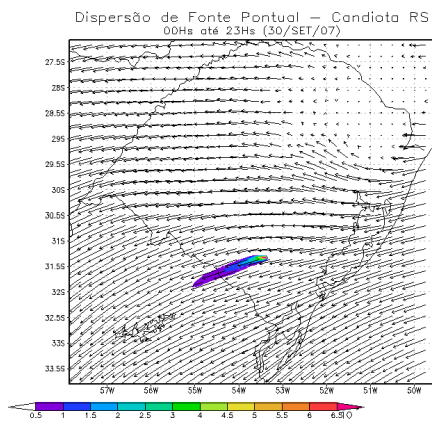 Dispersão de Fonte Pontual – Candiota RS
00Hs até 23Hs (30/SET/07)
27.5S
28S
28.5S
29S
29.5S
30S
30.5S
31S
31.5S
32S
32.5S
33S
33.5S
57W 56W 55W 54W 53W 52W 51W 50W
0.5 1 1.5 2 2.5 3 4 4.5 5 5.5 6 6.5